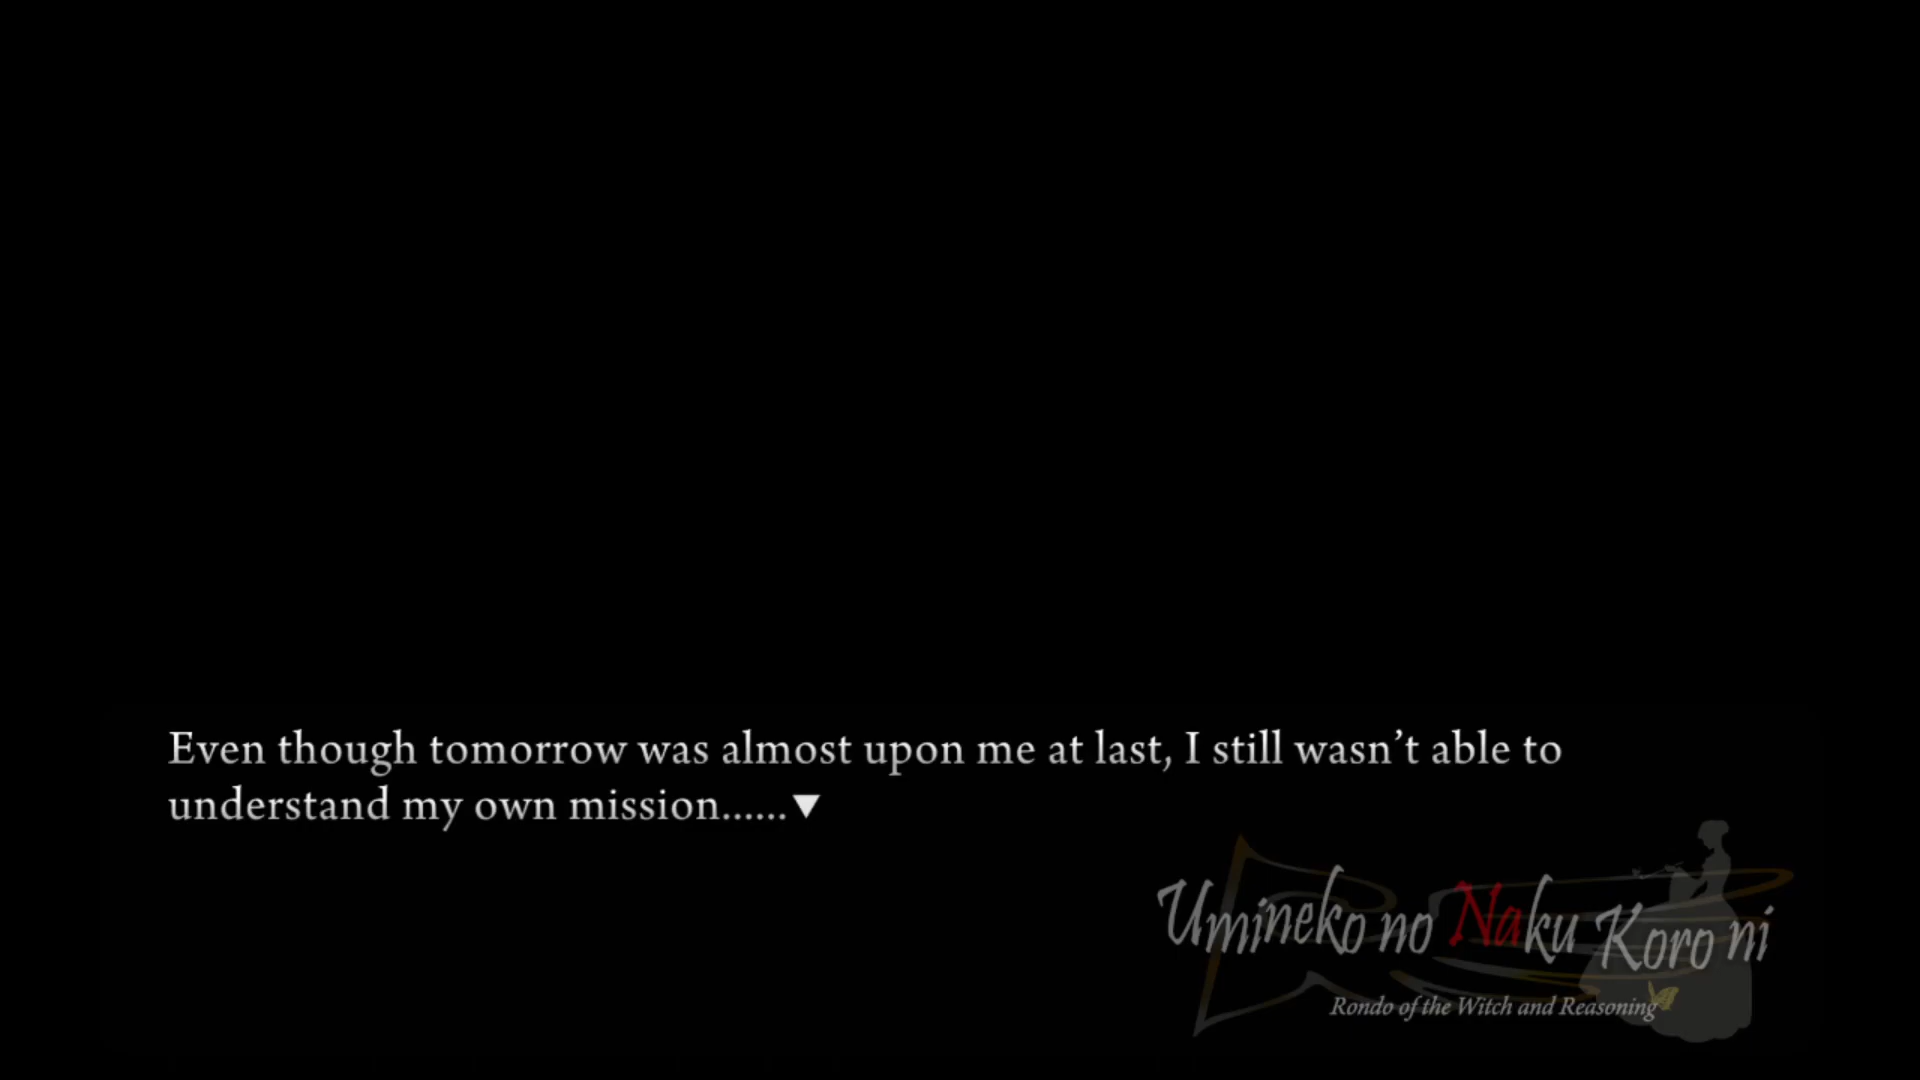 Even though tomorrow was almost upon me at last, I still wasn’t able to
understand my own mission......▼
Umineko no Naku Koro ni
Rondo of the Witch and Reasoning